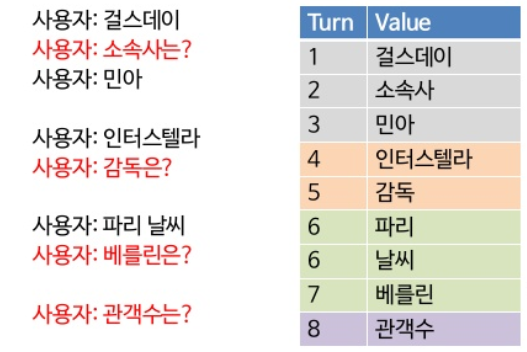 사용자: 걸스데이
사용자: 소속사는?
사용자: 민아
사용자: 인터스텔라
사용자: 감독은?
사용자: 파리 날씨
사용자: 베를린은?
사용자: 관객수는?
Turn Value
1 걸스데이
2 소속사
3 민아
4 인터스텔라
5 감독
6 파리
6 날씨
7 베를린
8 관객수